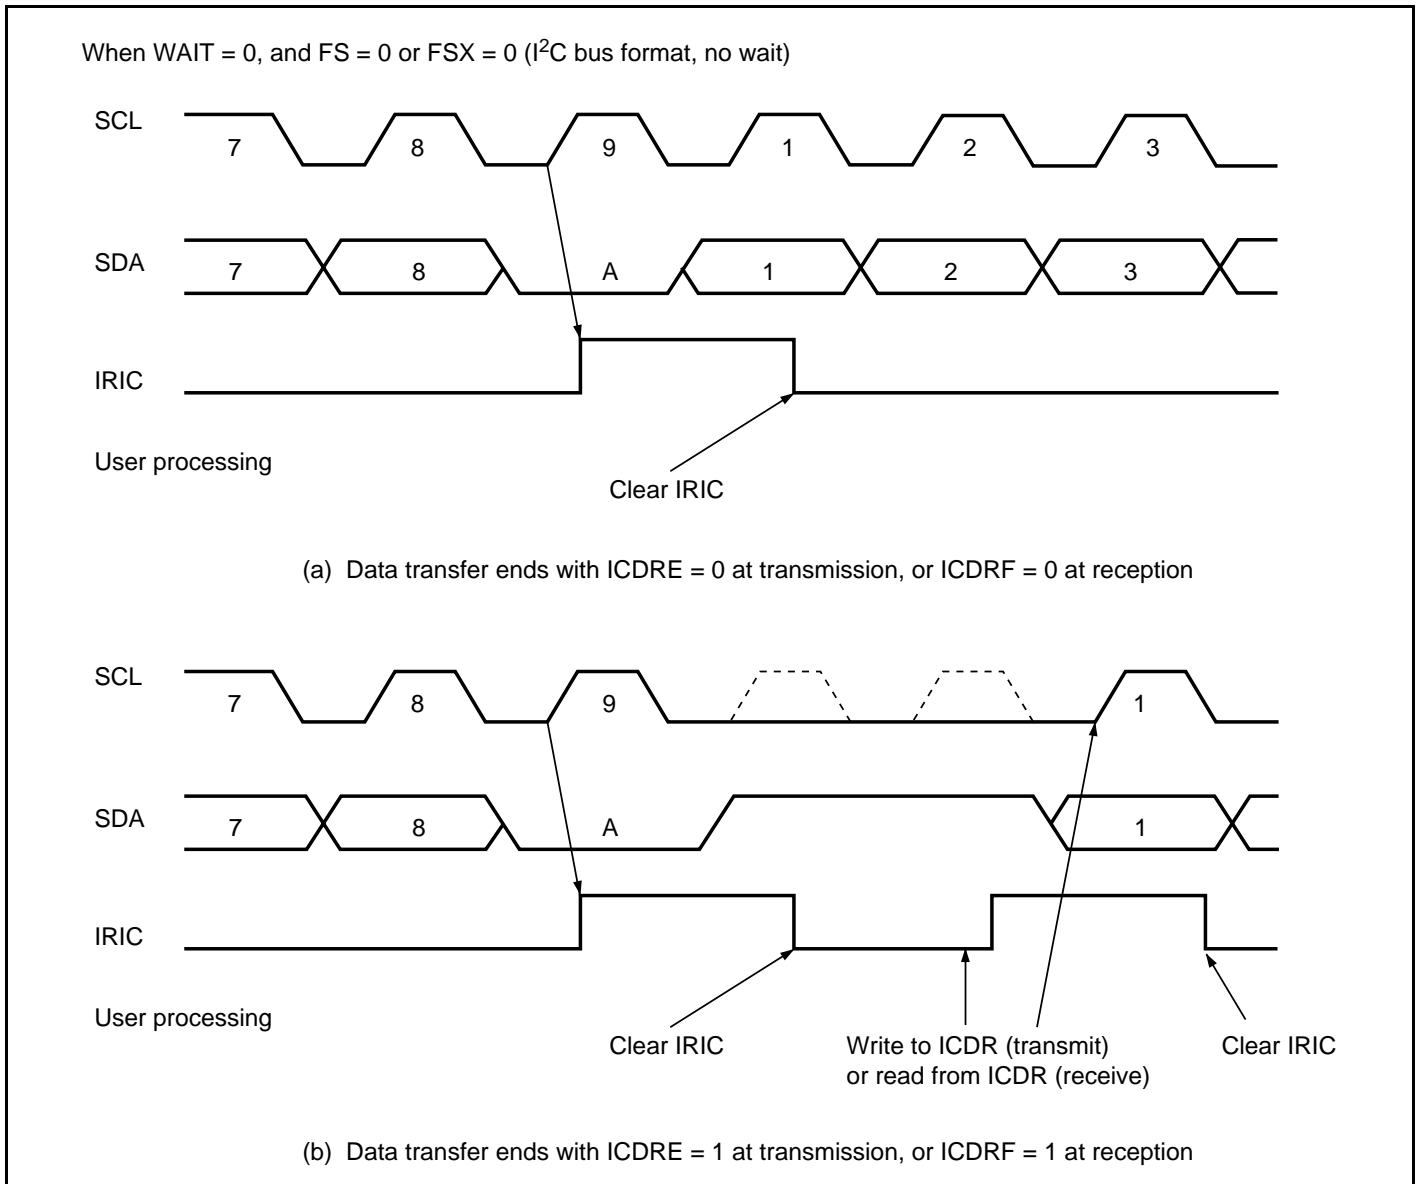 When WAIT = 0, and FS = 0 or FSX = 0 (I2C bus format, no wait)
SCL
7 8 9 1 2 3
SDA
7 8 A 1 2 3
IRIC
User processing
Clear IRIC
(a) Data transfer ends with ICDRE = 0 at transmission, or ICDRF = 0 at reception
SCL
7 8 9 1
SDA
7 8 A 1
IRIC
User processing
Clear IRIC
Write to ICDR (transmit)
or read from ICDR (receive)
Clear IRIC
(b) Data transfer ends with ICDRE = 1 at transmission, or ICDRF = 1 at reception